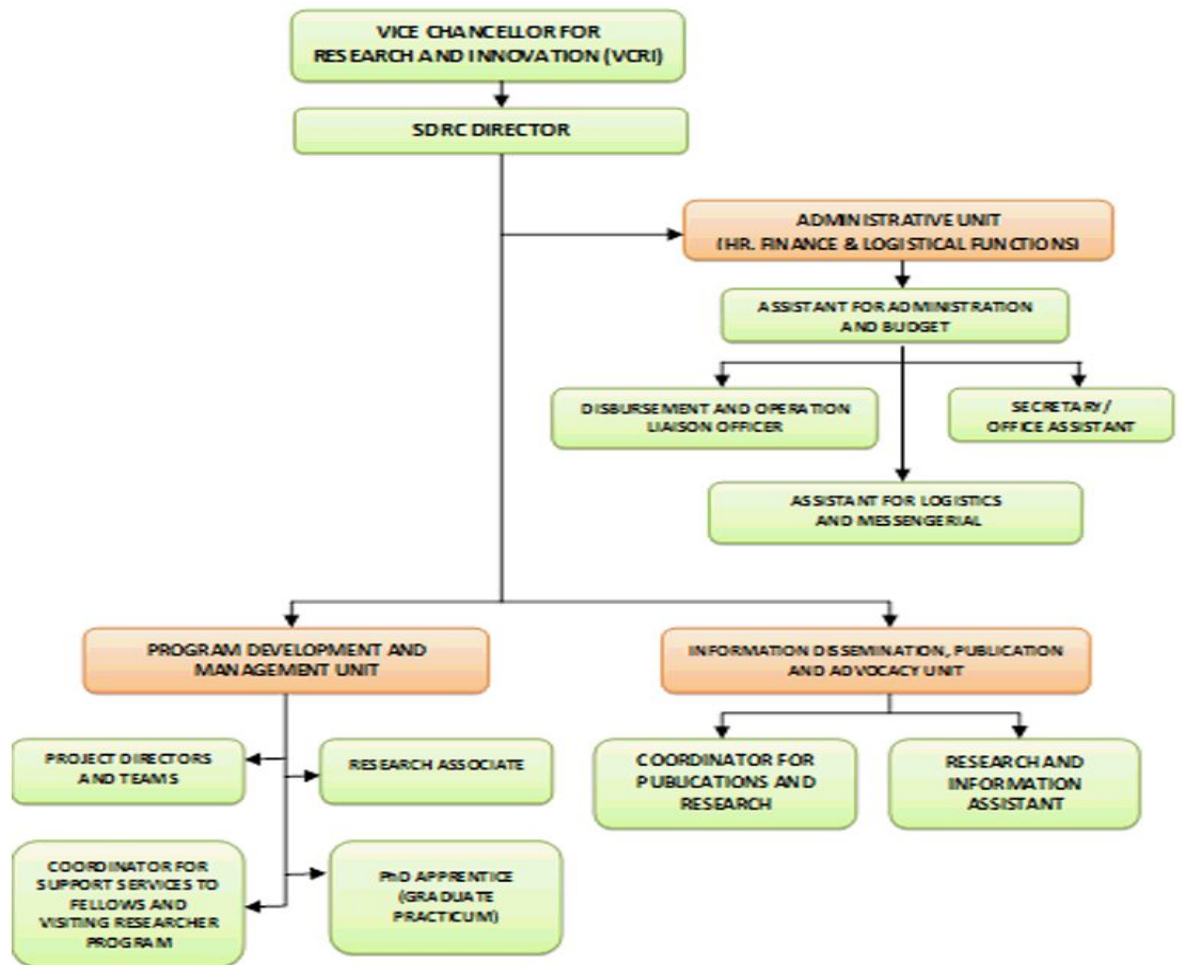 VICE CHANCELLOR FOR
RESEARCH AND INNOVATION (VCRI)
SDRC DIRECTOR
ADMINISTRATIVE UNIT
(HR. FINANCE & LOGISTICAL FUNCTIONS)
ASSISTANT FOR ADMINISTRATION
AND BUDGET
DISBURSEMENT AND OPERATION
LIAISON OFFICER
SECRETARY/
OFFICE ASSISTANT
ASSISTANT FOR LOGISTICS
AND MESSENGERIAL
PROGRAM DEVELOPMENT AND
MANAGEMENT UNIT
INFORMATION DISSEMINATION, PUBLICATION
AND ADVOCACY UNIT
PROJECT DIRECTORS
AND TEAMS
RESEARCH ASSOCIATE
COORDINATOR FOR
PUBLICATIONS AND
RESEARCH
RESEARCH AND
INFORMATION
ASSISTANT
COORDINATOR FOR
SUPPORT SERVICES TO
FELLOWS AND
VISITING RESEARCHER
PROGRAM
PhD APPRENTICE
(GRADUATE
PRACTICUM)